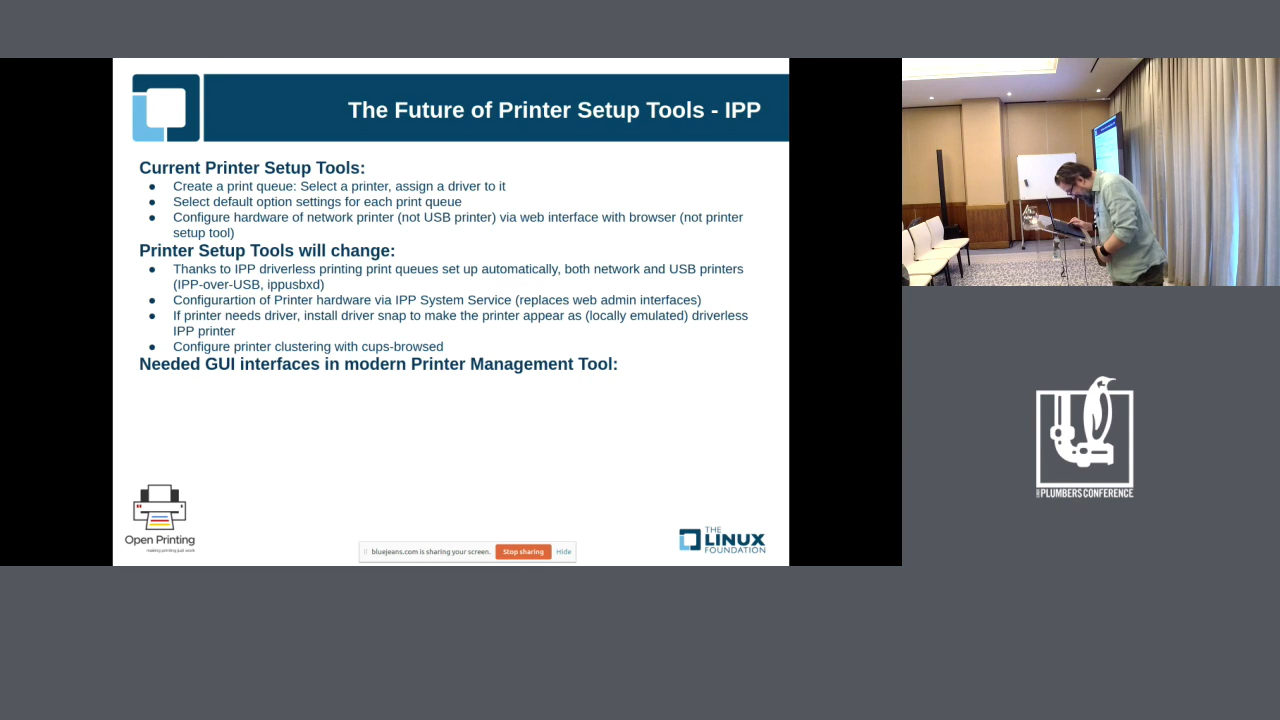 The Future of Printer Setup Tools - IPP
Current Printer Setup Tools:
● Create a print queue: Select a printer, assign a driver to it
● Select default option settings for each print queue
● Configure hardware of network printer (not USB printer) via web interface with browser (not printer
setup tool)
Printer Setup Tools will change:
● Thanks to IPP driverless printing print queues set up automatically, both network and USB printers
(IPP-over-USB, ippusbxd)
● Configurartion of Printer hardware via IPP System Service (replaces web admin interfaces)
● If printer needs driver, install driver snap to make the printer appear as (locally emulated) driverless
IPP printer
● Configure printer clustering with cups-browsed
Needed GUI interfaces in modern Printer Management Tool:
Open Printing
making printing just work
bluejeans.com is sharing your screen. Stop sharing Hide
THE
LINUX
FOUNDATION
PLUMBERS CONFERENCE